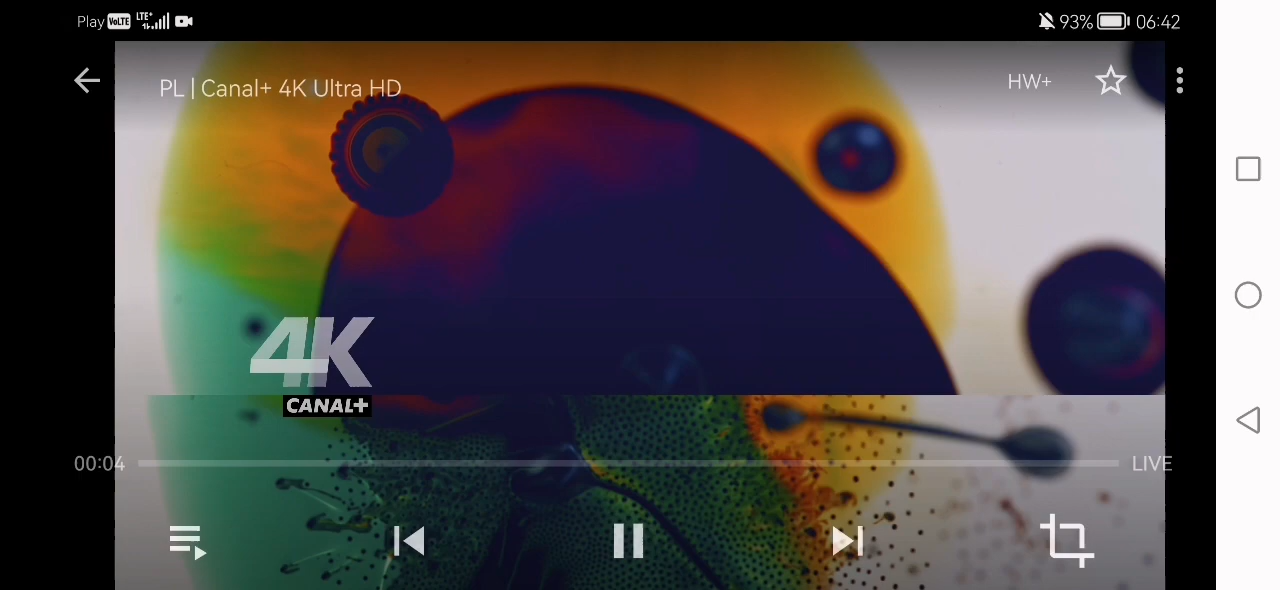 Play VoLTE LTE+ 93% 06:42
PL | Canal+ 4K Ultra HD HW+
4K
CANAL+
00:04 LIVE